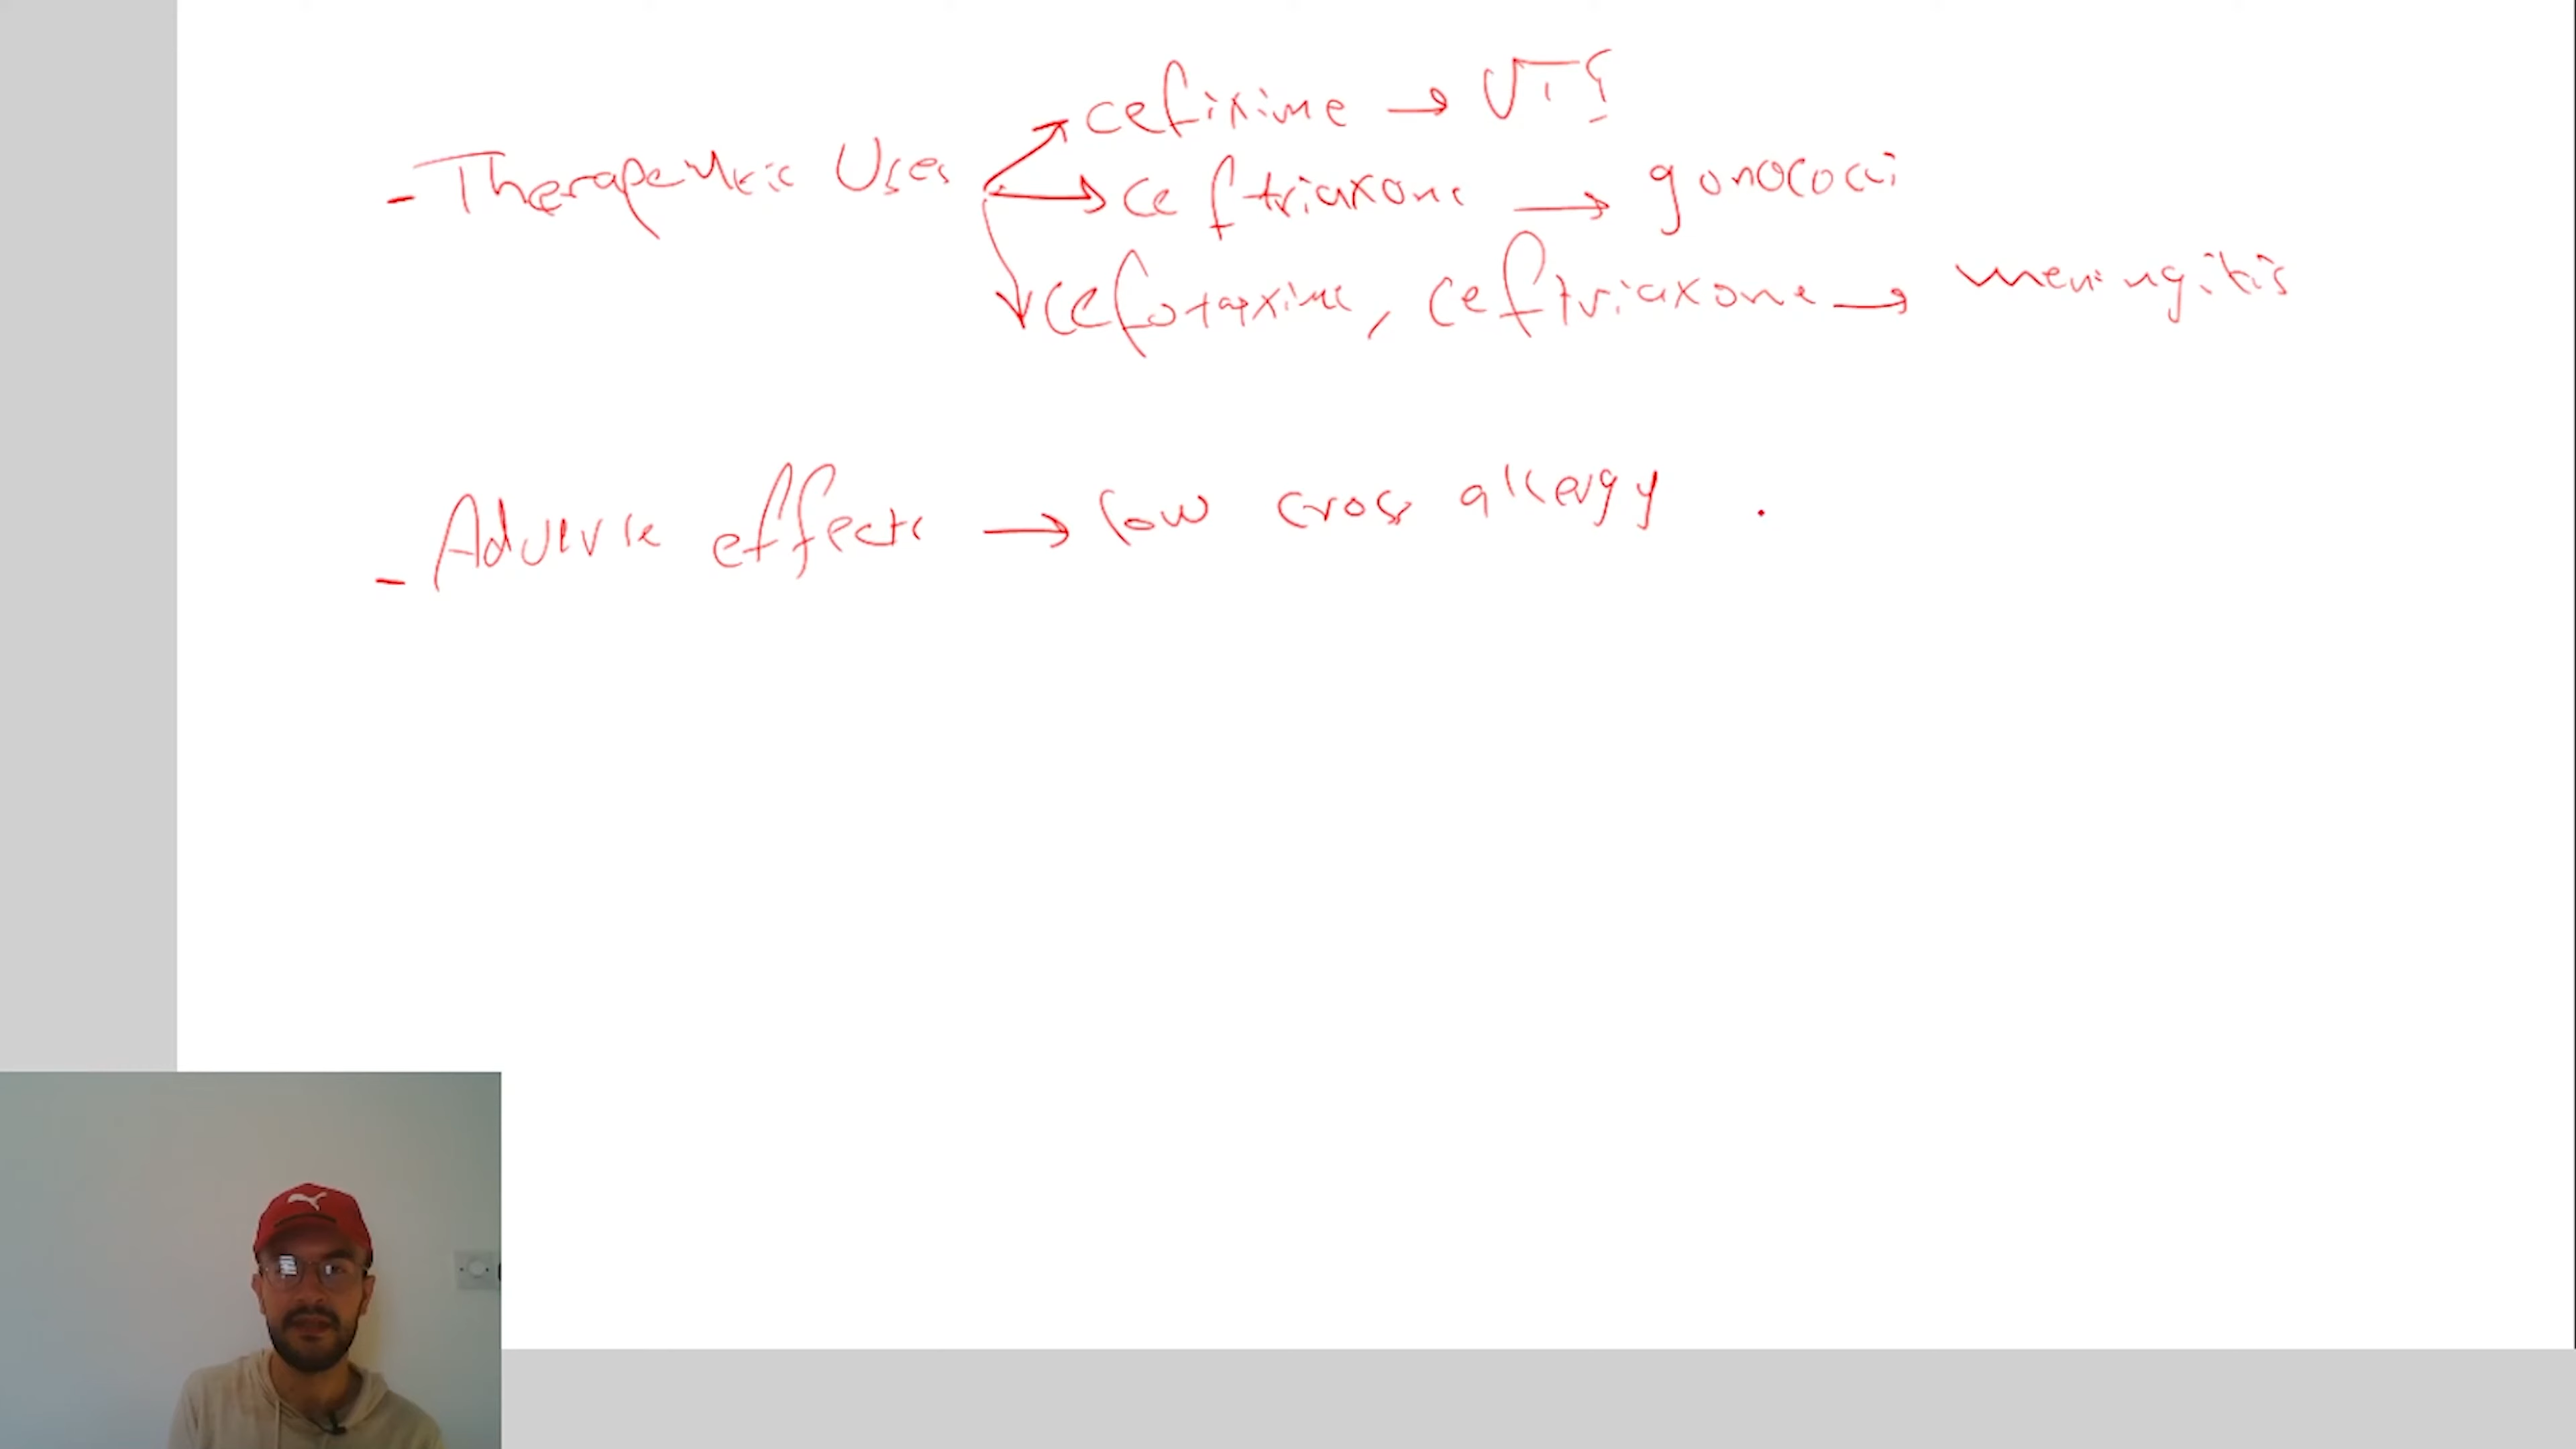 cefixime → UTI
- Therapeutic Uses → ceftriaxone → gonococci
cefotaxime, ceftriaxone → meningitis
- Adverse effects → low cross allergy